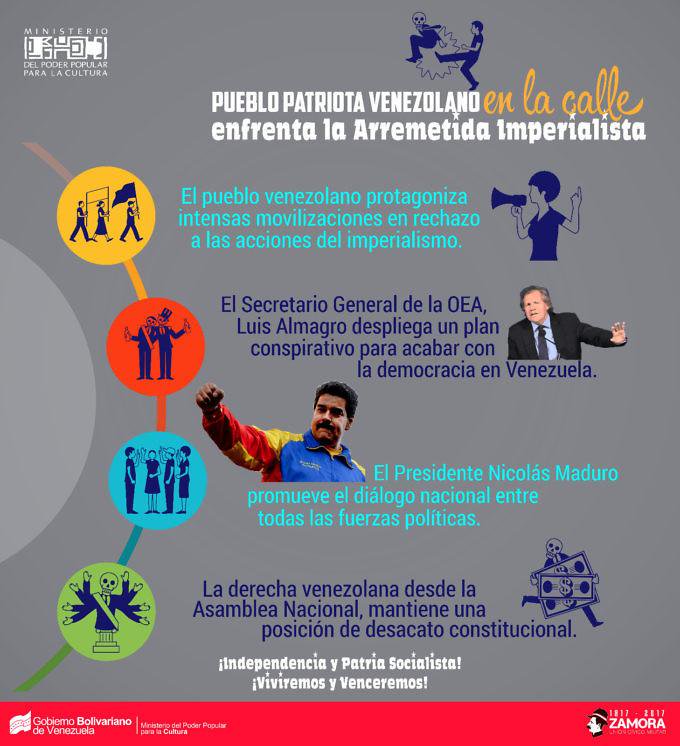 MINISTERIO
DEL PODER POPULAR
PARA LA CULTURA
PUEBLO PATRIOTA VENEZOLANO en la calle
enfrenta la Arremetida Imperialista
El pueblo venezolano protagoniza
intensas movilizaciones en rechazo
a las acciones del imperialismo.
El Secretario General de la OEA,
Luis Almagro despliega un plan
conspirativo para acabar con
la democracia en Venezuela.
El Presidente Nicolás Maduro
promueve el diálogo nacional entre
todas las fuerzas políticas.
La derecha venezolana desde la
Asamblea Nacional, mantiene una
posición de desacato constitucional.
¡Independencia y Patria Socialista!
¡Viviremos y Venceremos!
Gobierno Bolivariano
de Venezuela
Ministerio del Poder Popular
para la Cultura
1817 - 2017
ZAMORA
UNIÓN CÍVICO MILITAR